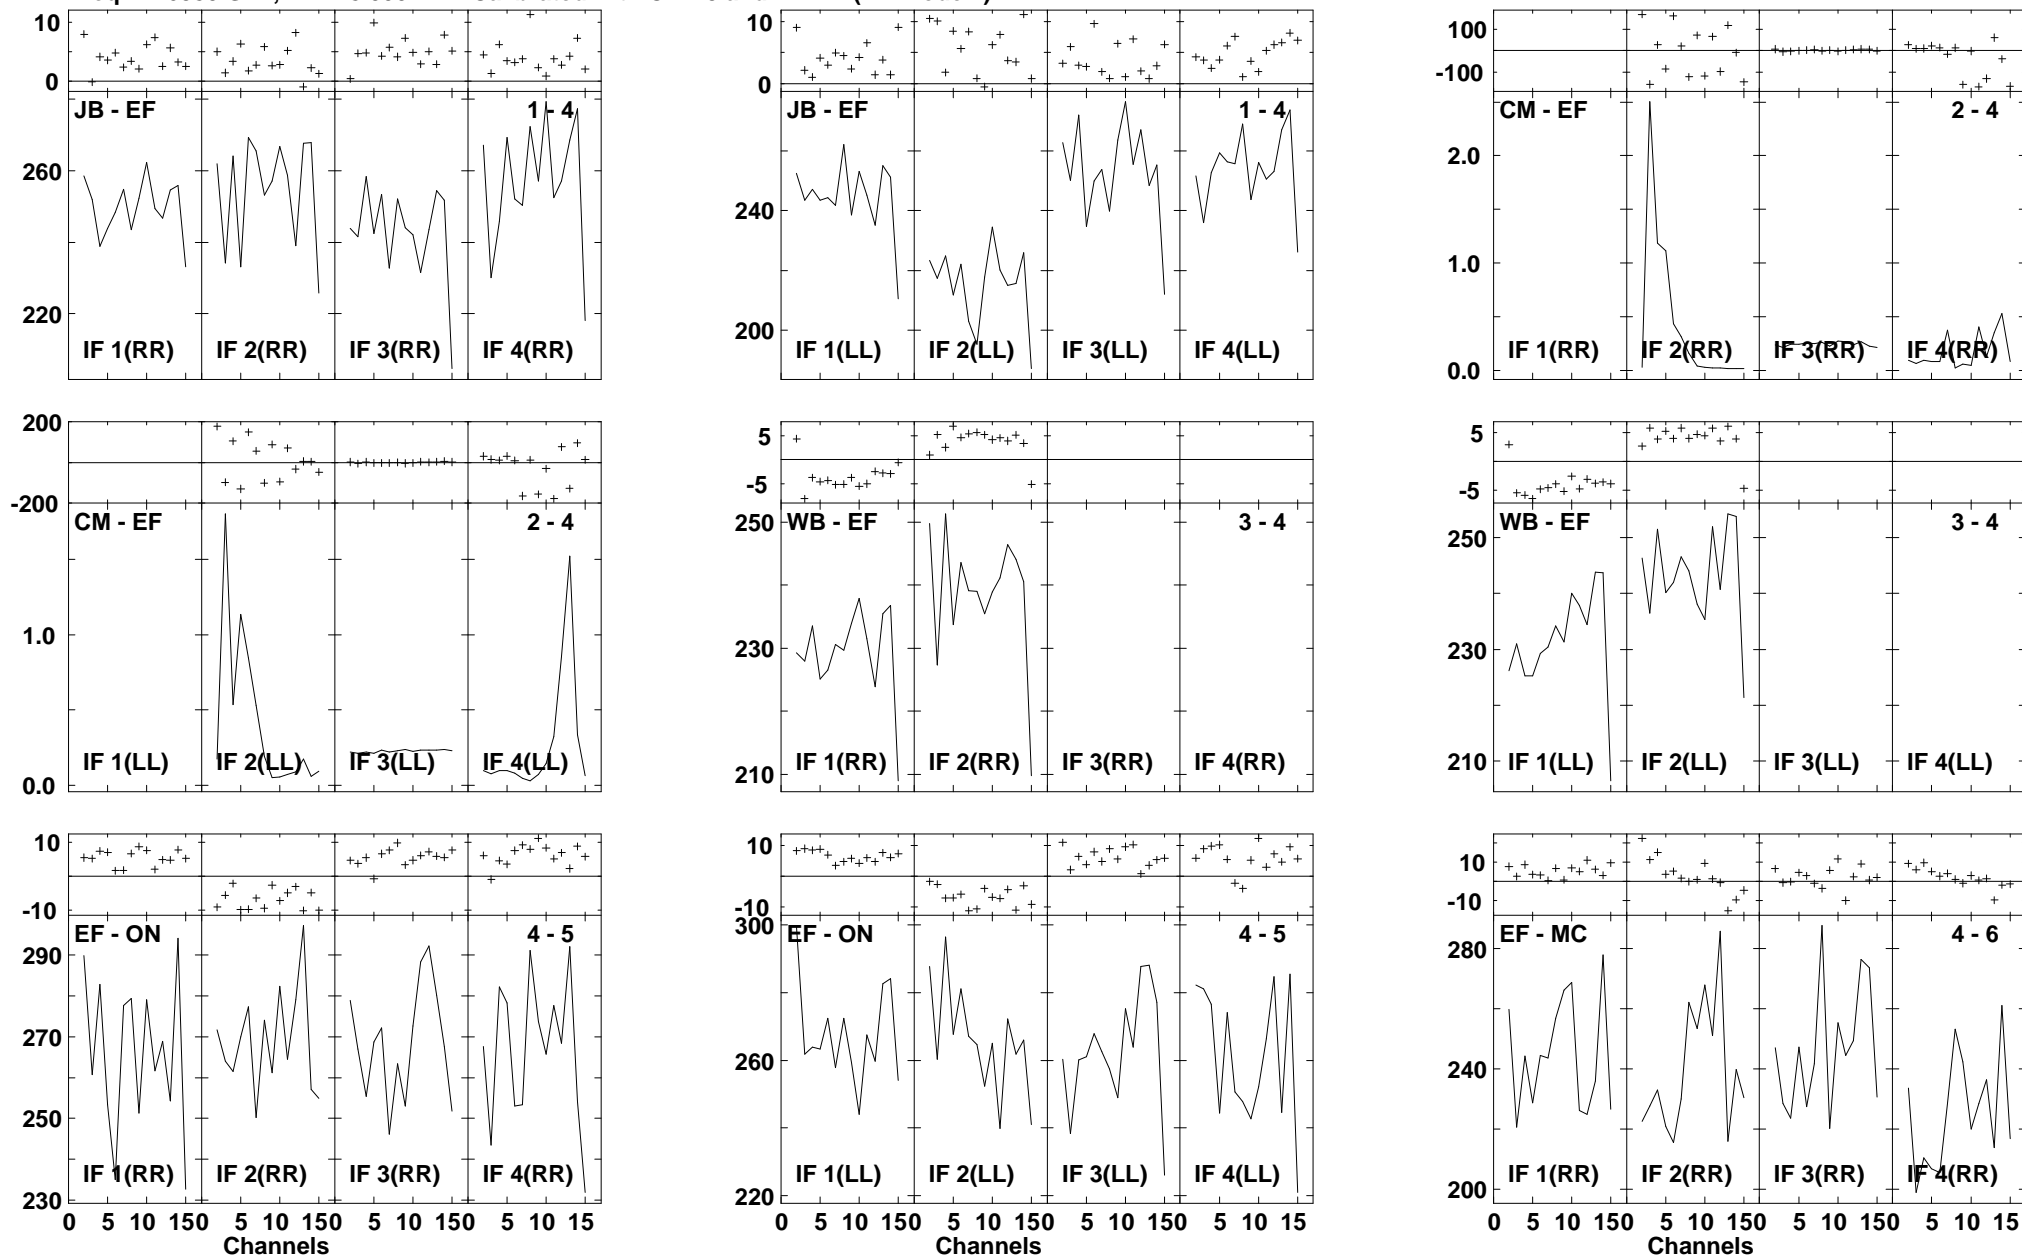 10
0
JB - EF
1 - 4
260
220
IF 1(RR)
IF 2(RR)
IF 3(RR)
IF 4(RR)
10
0
JB - EF
1 - 4
240
200
IF 1(LL)
IF 2(LL)
IF 3(LL)
IF 4(LL)
100
-100
CM - EF
2 - 4
2.0
1.0
0.0
IF 1(RR)
IF 2(RR)
IF 3(RR)
IF 4(RR)
200
-200
CM - EF
2 - 4
1.0
0.0
IF 1(LL)
IF 2(LL)
IF 3(LL)
IF 4(LL)
5
-5
WB - EF
3 - 4
250
230
210
IF 1(RR)
IF 2(RR)
IF 3(RR)
IF 4(RR)
5
-5
WB - EF
3 - 4
250
230
210
IF 1(LL)
IF 2(LL)
IF 3(LL)
IF 4(LL)
10
-10
EF - ON
4 - 5
290
270
250
230
IF 1(RR)
IF 2(RR)
IF 3(RR)
IF 4(RR)
0 5 10 150 5 10 15
Channels
10
-10
300
EF - ON
4 - 5
260
220
IF 1(LL)
IF 2(LL)
IF 3(LL)
IF 4(LL)
0 5 10 150 5 10 15
Channels
10
-10
EF - MC
4 - 6
280
240
200
IF 1(RR)
IF 2(RR)
IF 3(RR)
IF 4(RR)
0 5 10 150 5 10 15
Channels